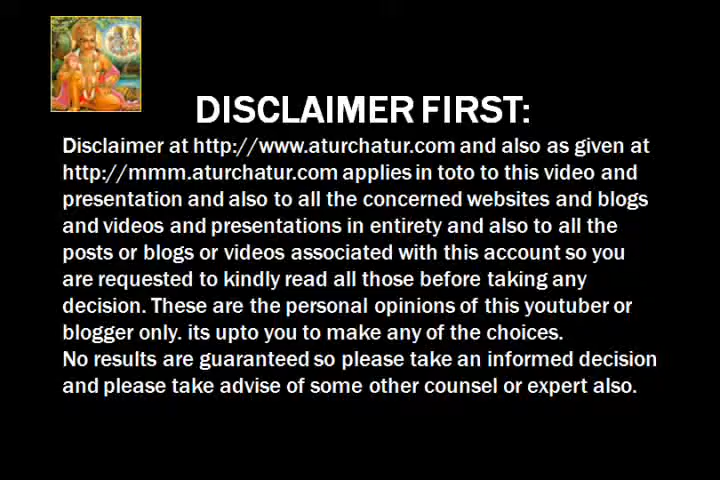 DISCLAIMER FIRST:
Disclaimer at http://www.aturchatur.com and also as given at
http://mmm.aturchatur.com applies in toto to this video and
presentation and also to all the concerned websites and blogs
and videos and presentations in entirety and also to all the
posts or blogs or videos associated with this account so you
are requested to kindly read all those before taking any
decision. These are the personal opinions of this youtuber or
blogger only. its upto you to make any of the choices.
No results are guaranteed so please take an informed decision
and please take advise of some other counsel or expert also.